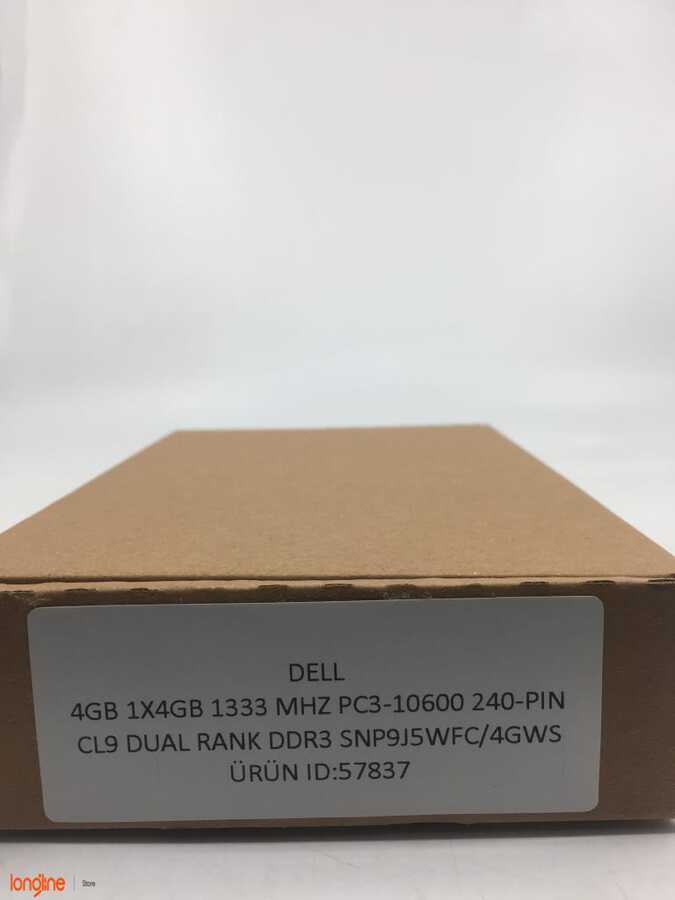 DELL
4GB 1X4GB 1333 MHZ PC3-10600 240-PIN
CL9 DUAL RANK DDR3 SNP9J5WFC/4GWS
ÜRÜN ID:57837
longline | Store